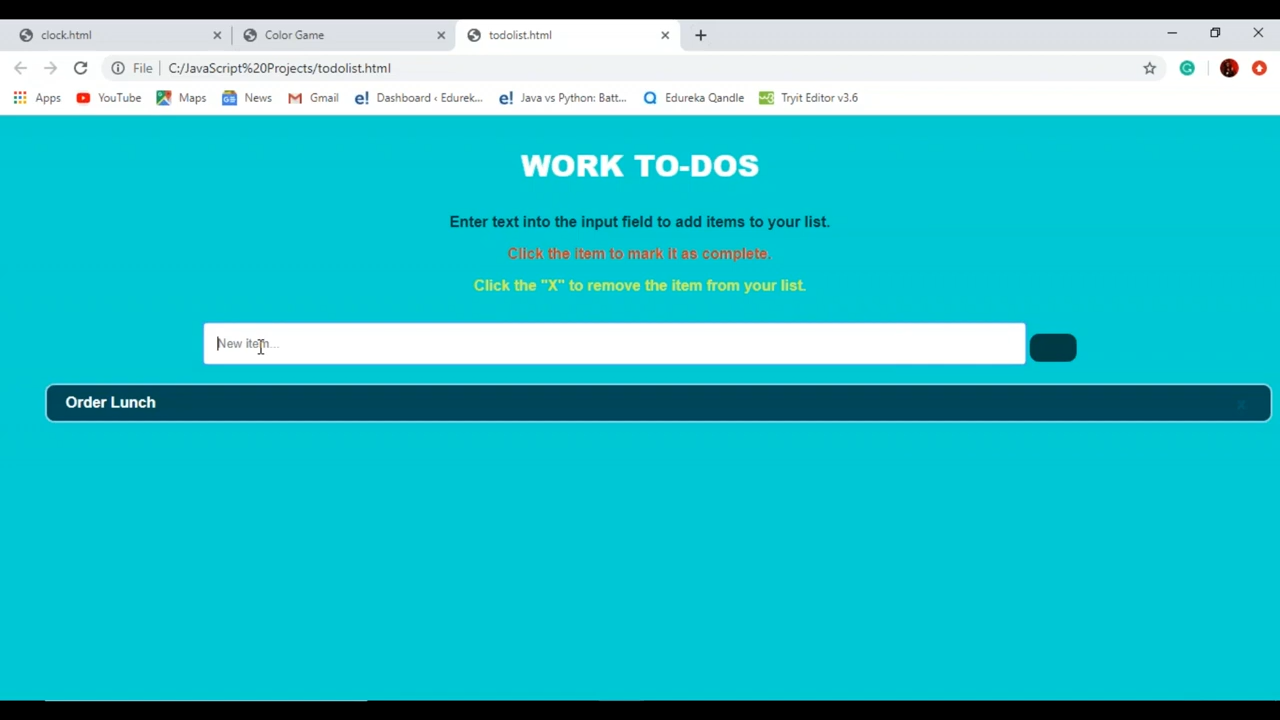 clock.html
Color Game
todolist.html
File
C:/JavaScript%20Projects/todolist.html
Apps
YouTube
Maps
News
Gmail
e! Dashboard ‹ Edurek...
e! Java vs Python: Batt...
Edureka Qandle
Tryit Editor v3.6
WORK TO-DOS
Enter text into the input field to add items to your list.
Click the item to mark it as complete.
Click the "X" to remove the item from your list.
New item...
Order Lunch
X